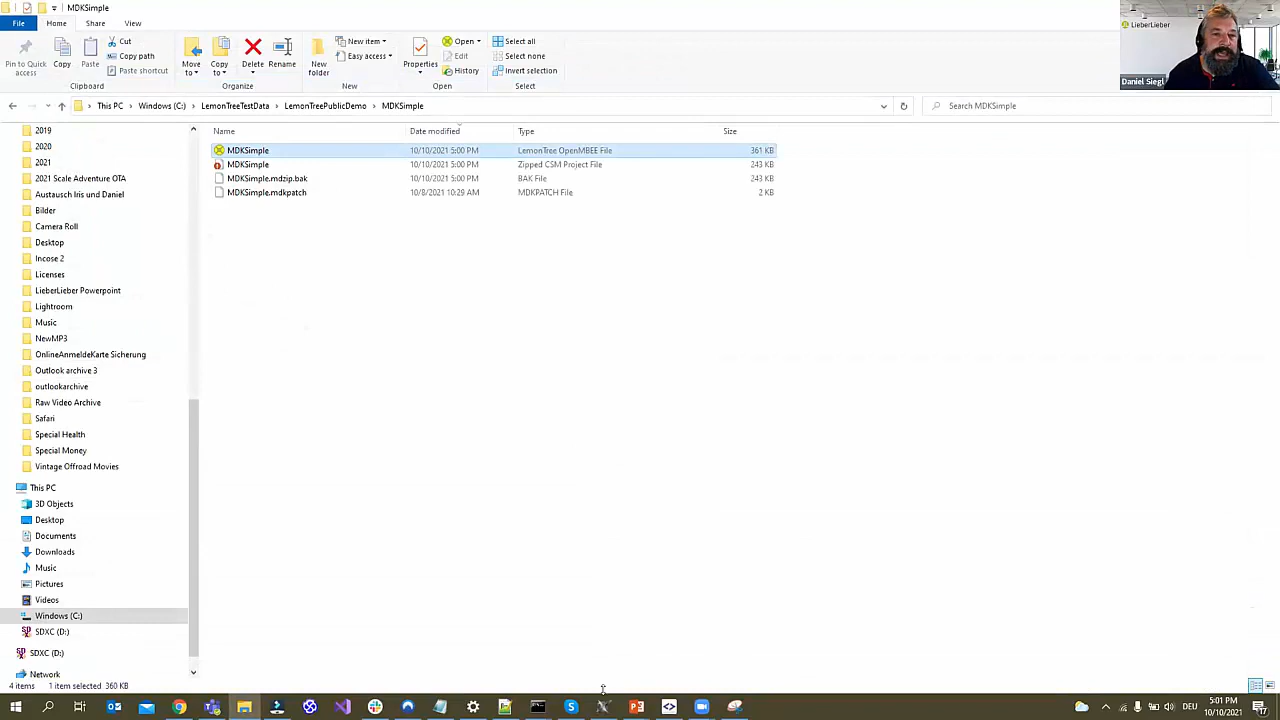 MDKSimple
File Home Share View
Pin to Quick access
Copy
Paste
Cut
Copy path
Paste shortcut
Move to
Copy to
Delete
Rename
New folder
New item
Easy access
Properties
Open
Edit
History
Select all
Select none
Invert selection
Clipboard Organize New Open Select
LieberLieber
Daniel Siegl
This PC Windows (C:) LemonTreeTestData LemonTreePublicDemo MDKSimple
Search MDKSimple
Name Date modified Type Size
MDKSimple 10/10/2021 5:00 PM LemonTree OpenMBEE File 361 KB
MDKSimple 10/10/2021 5:00 PM Zipped CSM Project File 243 KB
MDKSimple.mdzip.bak 10/10/2021 5:00 PM BAK File 243 KB
MDKSimple.mdkpatch 10/8/2021 10:29 AM MDKPATCH File 2 KB
2019
2020
2021
2021 Scale Adventure OTA
Austausch Iris und Daniel
Bilder
Camera Roll
Desktop
Incose 2
Licenses
LieberLieber Powerpoint
Lightroom
Music
NewMP3
OnlineAnmeldeKarte Sicherung
Outlook archive 3
outlookarchive
Raw Video Archive
Safari
Special Health
Special Money
Vintage Offroad Movies
This PC
3D Objects
Desktop
Documents
Downloads
Music
Pictures
Videos
Windows (C:)
SDXC (D:)
SDXC (D:)
Network
4 items 1 item selected 360 KB
DEU
5:01 PM
10/10/2021
17